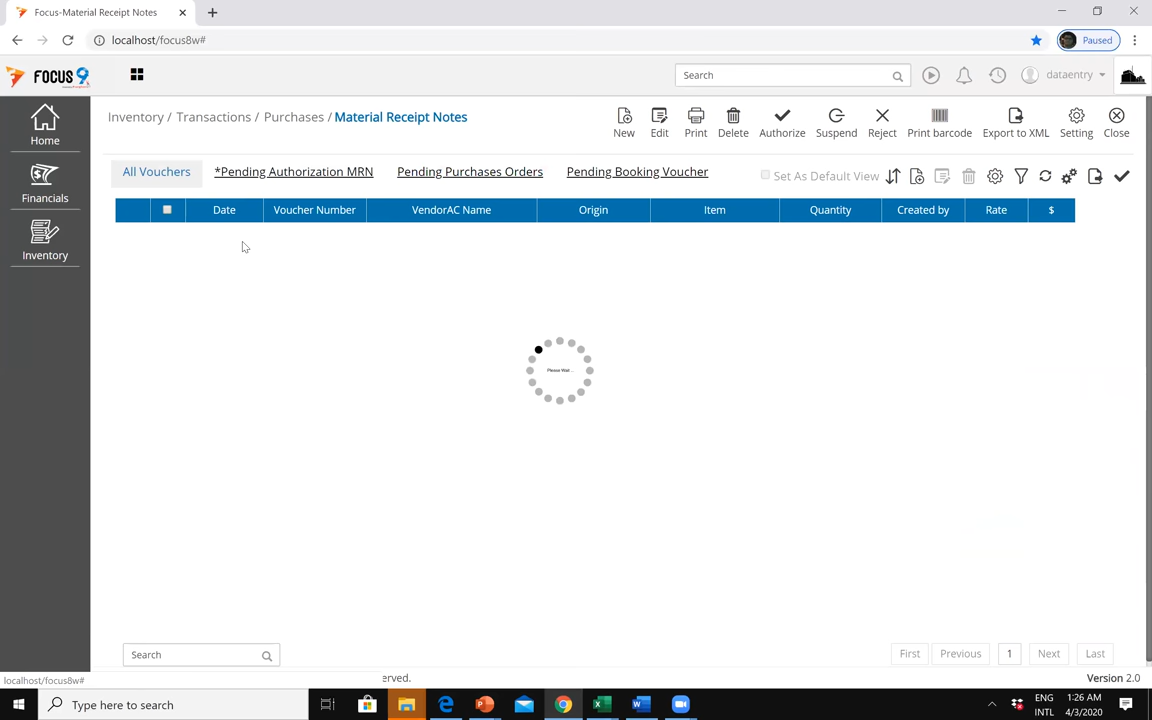 Focus-Material Receipt Notes
localhost/focus8w#
Paused
FOCUS 9
Search
dataentry
Home
Financials
Inventory
Inventory / Transactions / Purchases / Material Receipt Notes
New Edit Print Delete Authorize Suspend Reject Print barcode Export to XML Setting Close
All Vouchers *Pending Authorization MRN Pending Purchases Orders Pending Booking Voucher Set As Default View
Date Voucher Number VendorAC Name Origin Item Quantity Created by Rate $
Please Wait ...
Search
First Previous 1 Next Last
localhost/focus8w#
erved.
Version 2.0
Type here to search
ENG
INTL
1:26 AM
4/3/2020